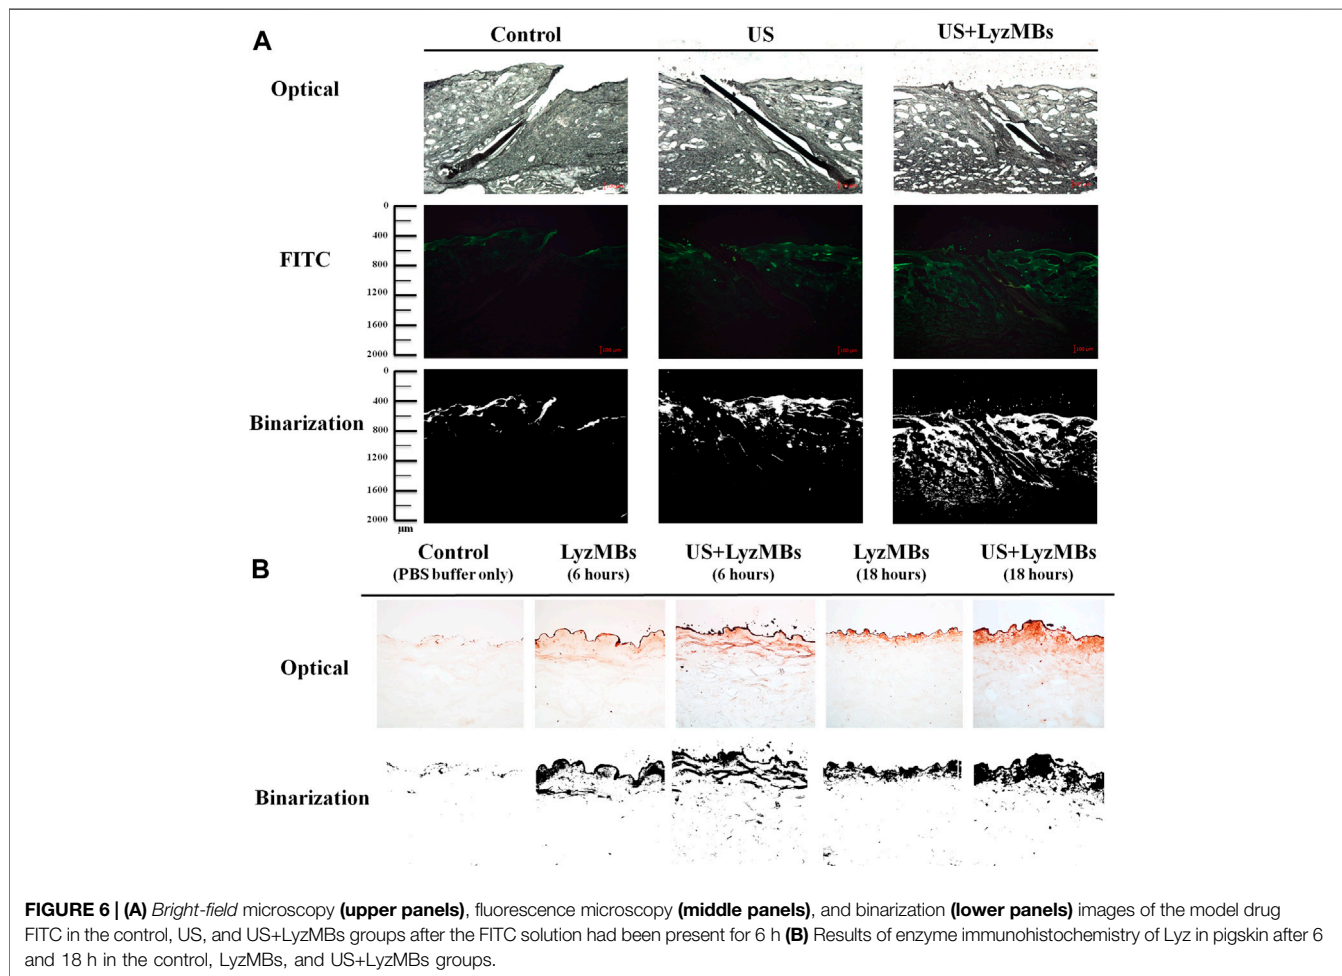 A
Control US US+LyzMBs
Optical
FITC
0
400
800
1200
1600
2000
100 µm
100 µm
Binarization
0
400
800
1200
1600
2000
µm
B
Control LyzMBs US+LyzMBs LyzMBs US+LyzMBs
(PBS buffer only) (6 hours) (6 hours) (18 hours) (18 hours)
Optical
Binarization
FIGURE 6 | (A) Bright-field microscopy (upper panels), fluorescence microscopy (middle panels), and binarization (lower panels) images of the model drug
FITC in the control, US, and US+LyzMBs groups after the FITC solution had been present for 6 h (B) Results of enzyme immunohistochemistry of Lyz in pigskin after 6
and 18 h in the control, LyzMBs, and US+LyzMBs groups.